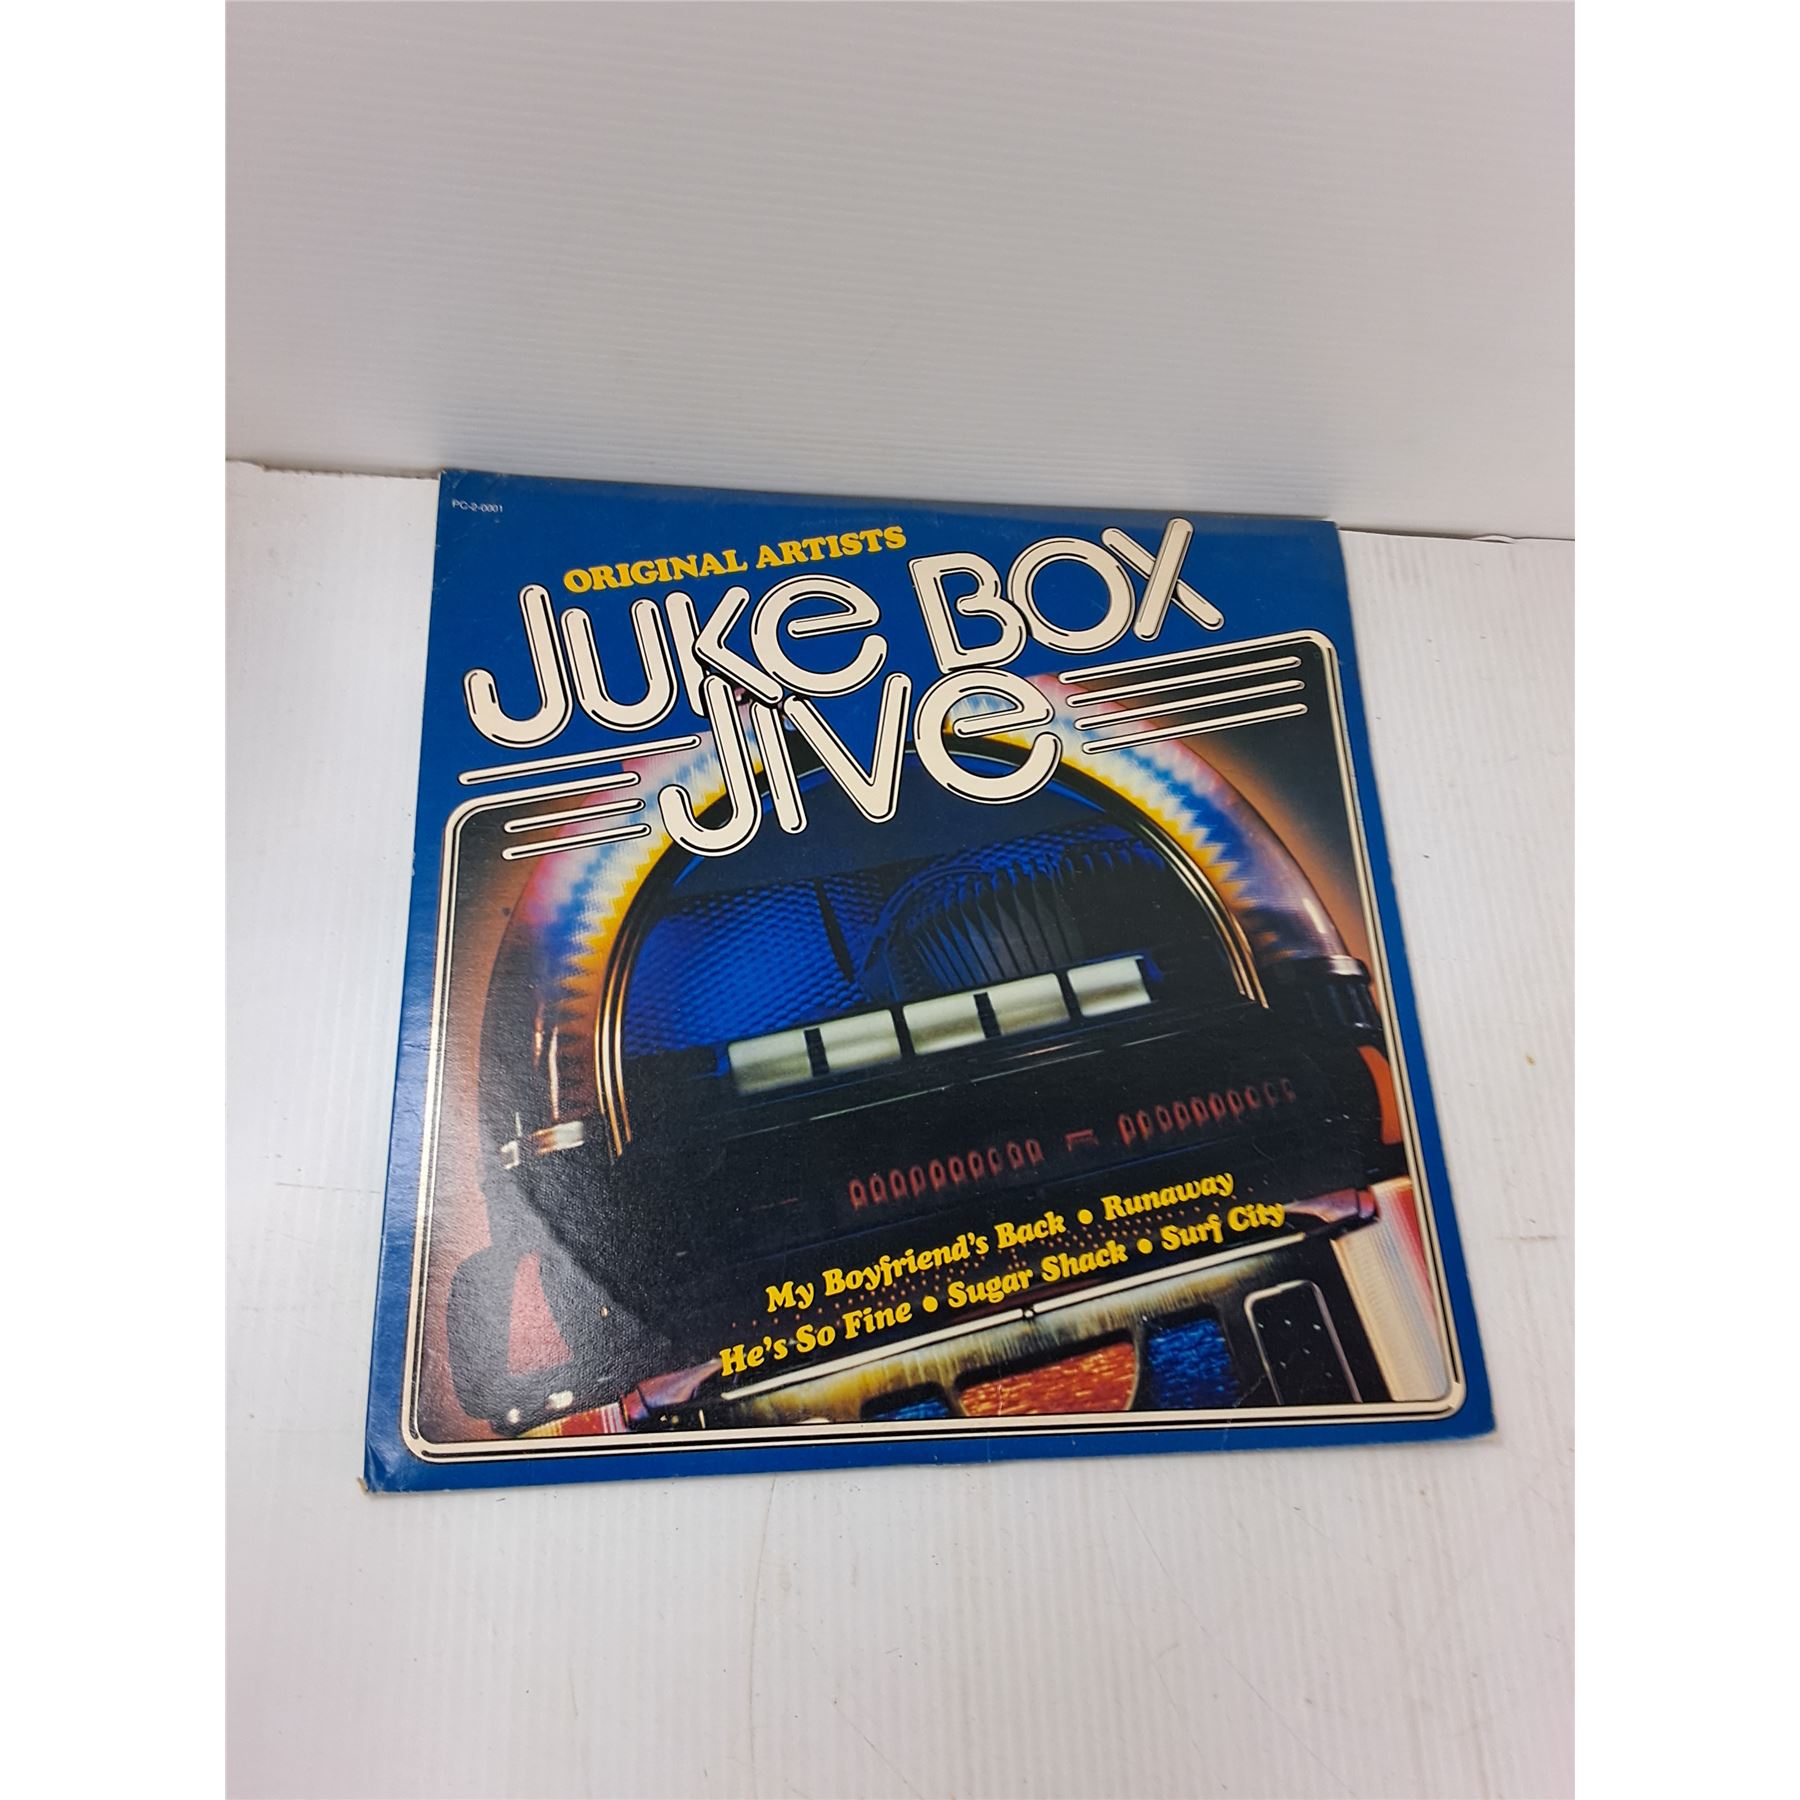 PC-2-0001
ORIGINAL ARTISTS
JUKE BOX
JIVE
My Boyfriend's Back • Runaway
He's So Fine • Sugar Shack • Surf City